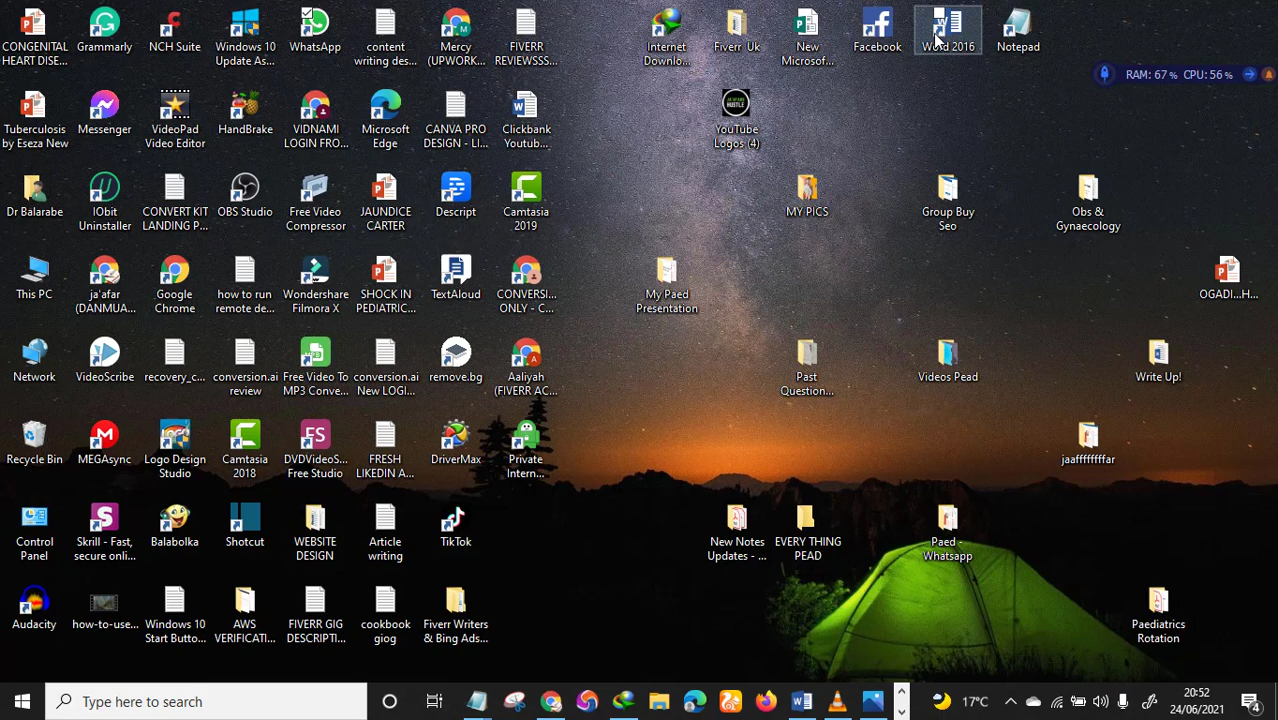 CONGENITAL
HEART DISE...
Grammarly
NCH Suite
Windows 10
Update As...
WhatsApp
content
writing des...
Mercy
(UPWORK...
FIVERR
REVIEWSSS...
Internet
Downlo...
Fiverr Uk
New
Microsof...
Facebook
Word 2016
Notepad
RAM: 67 % CPU: 56 %
Tuberculosis
by Eseza New
Messenger
VideoPad
Video Editor
HandBrake
VIDNAMI
LOGIN FRO...
Microsoft
Edge
CANVA PRO
DESIGN - LI...
Clickbank
Youtub...
YouTube
Logos (4)
Dr Balarabe
IObit
Uninstaller
CONVERT KIT
LANDING P...
OBS Studio
Free Video
Compressor
JAUNDICE
CARTER
Descript
Camtasia
2019
MY PICS
Group Buy
Seo
Obs &
Gynaecology
This PC
ja'afar
(DANMUA...
Google
Chrome
how to run
remote de...
Wondershare
Filmora X
SHOCK IN
PEDIATRIC...
TextAloud
CONVERSI...
ONLY - C...
My Paed
Presentation
OGADI...H...
Network
VideoScribe
recovery_c...
conversion.ai
review
Free Video To
MP3 Conve...
conversion.ai
New LOGI...
remove.bg
Aaliyah
(FIVERR AC...
Past
Question...
Videos Pead
Write Up!
Recycle Bin
MEGAsync
Logo Design
Studio
Camtasia
2018
DVDVideoS...
Free Studio
FRESH
LIKEDIN A...
DriverMax
Private
Intern...
jaaffffffffar
Control
Panel
Skrill - Fast,
secure onli...
Balabolka
Shotcut
WEBSITE
DESIGN
Article
writing
TikTok
New Notes
Updates - ...
EVERY THING
PEAD
Paed -
Whatsapp
Audacity
how-to-use...
Windows 10
Start Butto...
AWS
VERIFICATI...
FIVERR GIG
DESCRIPTI...
cookbook
giog
Fiverr Writers
& Bing Ads...
Paediatrics
Rotation
Type here to search
17°C
20:52
24/06/2021
4